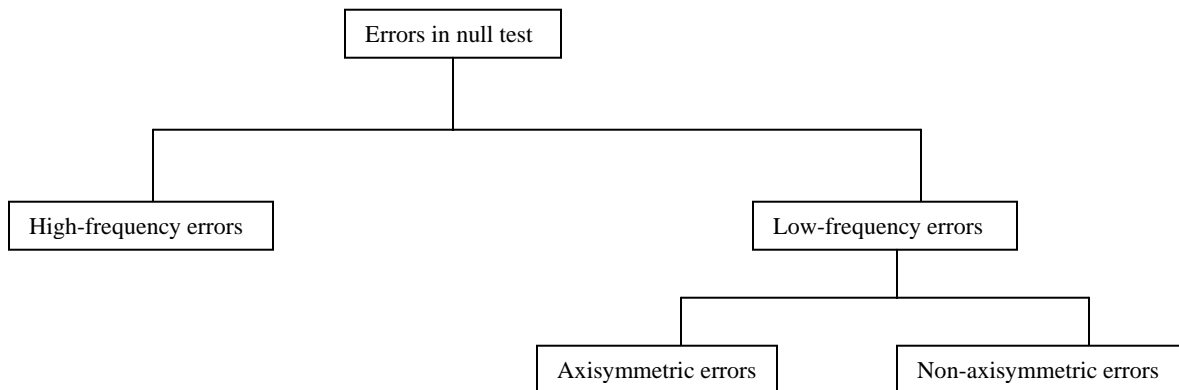 Errors in null test
High-frequency errors
Low-frequency errors
Axisymmetric errors
Non-axisymmetric errors